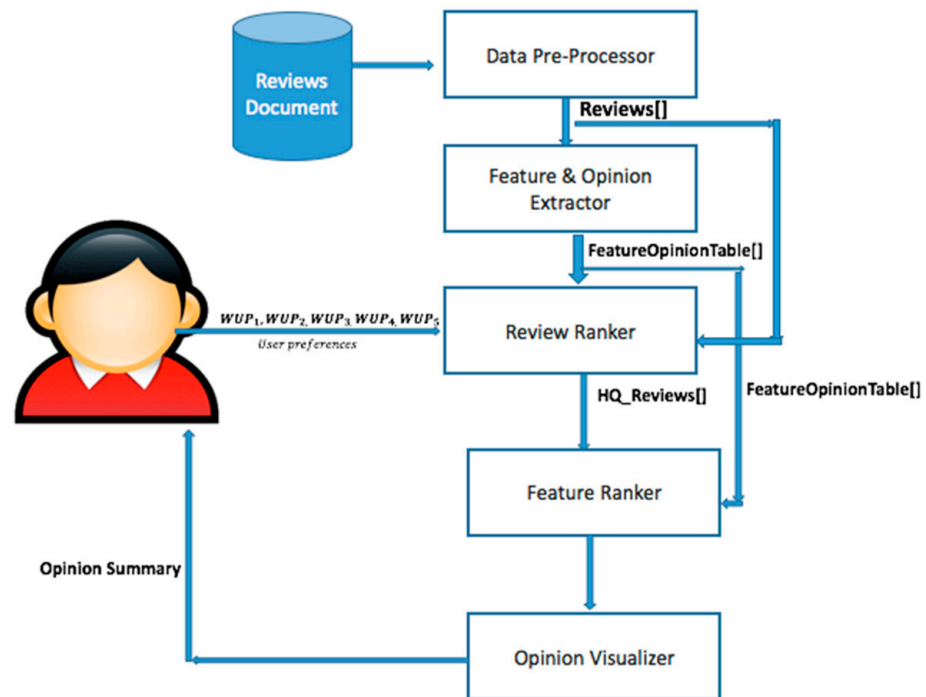 Reviews
Document
Data Pre-Processor
Reviews[]
Feature & Opinion
Extractor
FeatureOpinionTable[]
WUP₁, WUP₂, WUP₃, WUP₄, WUP₅
User preferences
Review Ranker
HQ_Reviews[]
FeatureOpinionTable[]
Feature Ranker
Opinion Summary
Opinion Visualizer